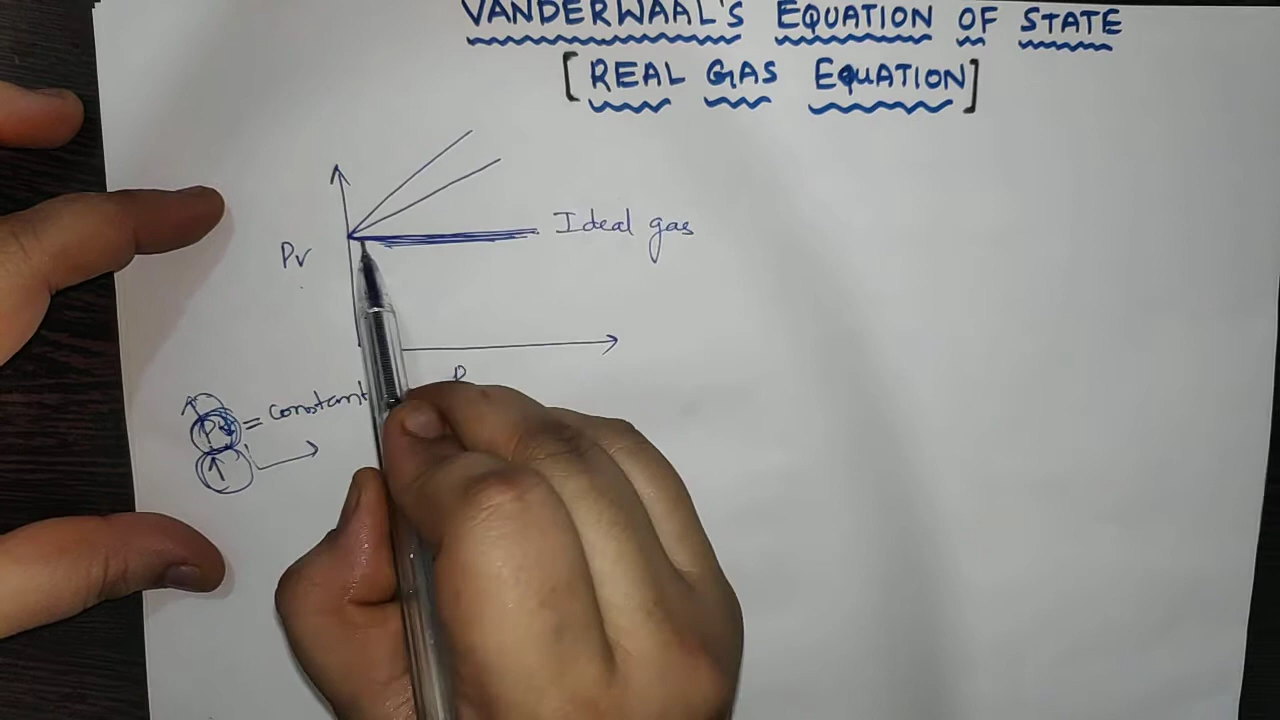 VANDERWAAL'S EQUATION OF STATE
[REAL GAS EQUATION]
Ideal gas
Pv
P
= Constant